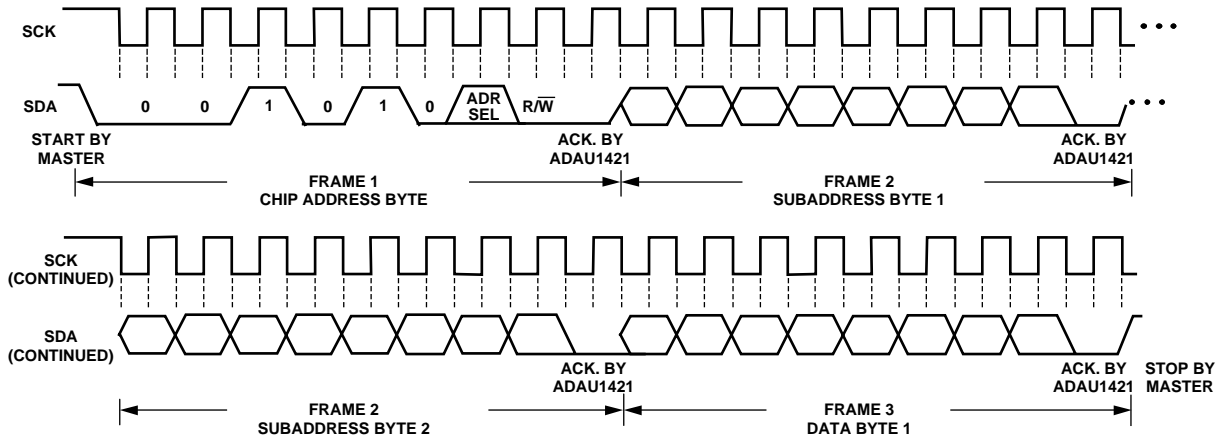 SCK
SDA
0 0 1 0 1 0 ADR SEL R/W̅
START BY MASTER
ACK. BY ADAU1421
ACK. BY ADAU1421
FRAME 1
CHIP ADDRESS BYTE
FRAME 2
SUBADDRESS BYTE 1
SCK
(CONTINUED)
SDA
(CONTINUED)
ACK. BY ADAU1421
ACK. BY ADAU1421
STOP BY MASTER
FRAME 2
SUBADDRESS BYTE 2
FRAME 3
DATA BYTE 1